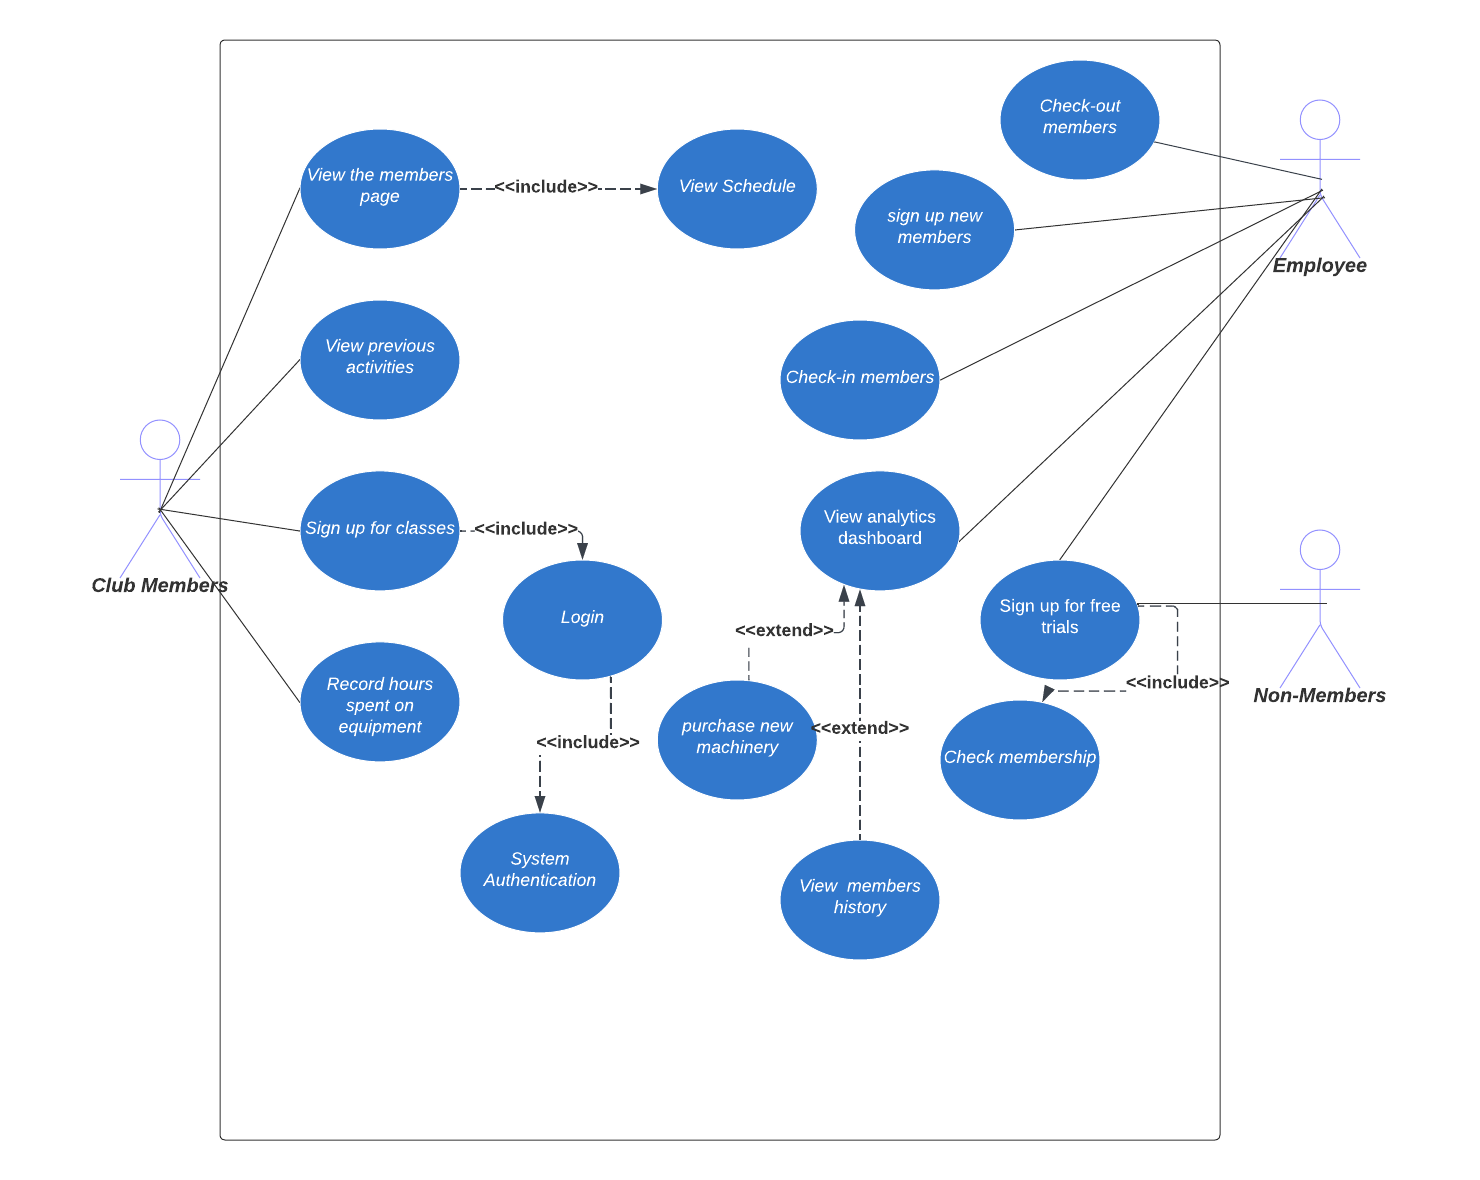 Check-out
members
View the members
page
<<include>>
View Schedule
sign up new
members
Employee
View previous
activities
Check-in members
Sign up for classes
<<include>>
View analytics
dashboard
Club Members
Login
Sign up for free
trials
<<extend>>
<<include>>
Non-Members
Record hours
spent on
equipment
<<include>>
purchase new
machinery
<<extend>>
Check membership
System
Authentication
View  members
history